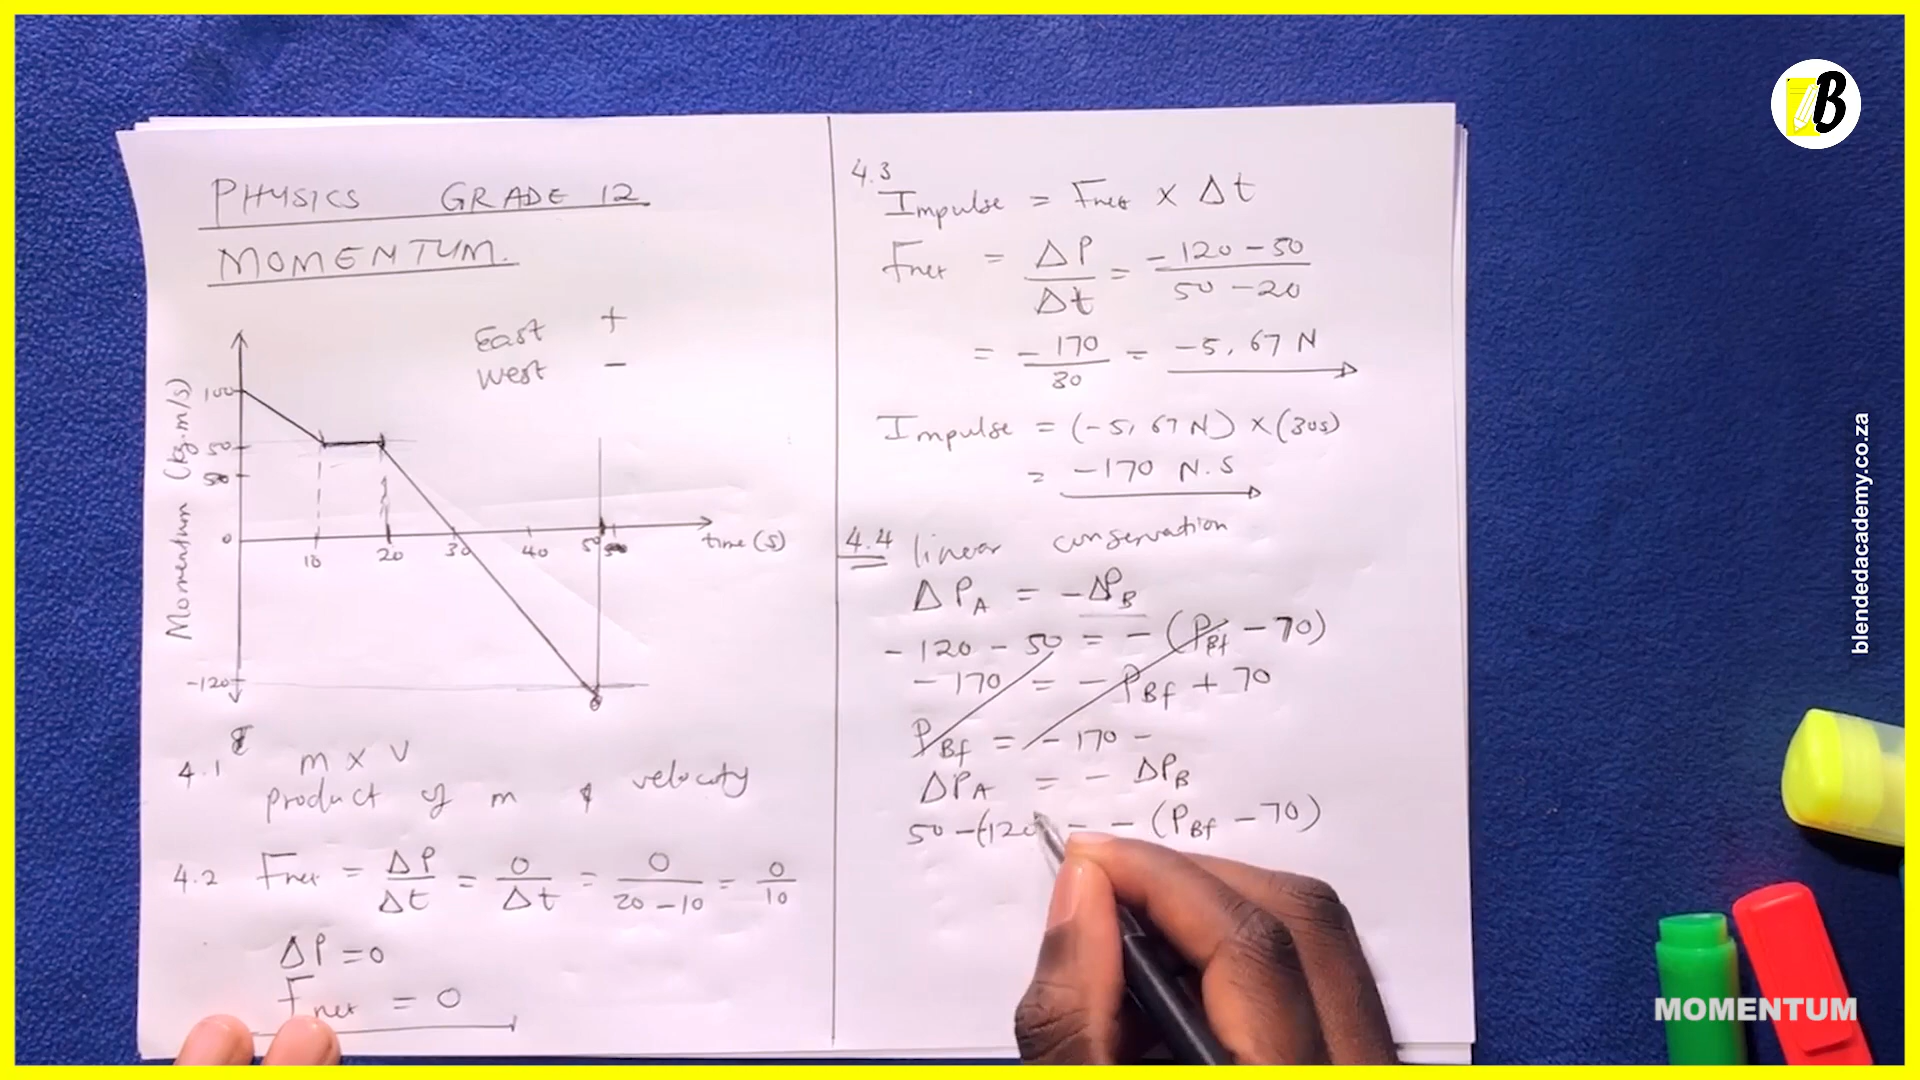 PHYSICS GRADE 12
MOMENTUM.
East +
West -
Momentum (kg.m/s)
100
50
0
-120
10 20 30 40 50
time (s)
4.1 m x v
product of m & velocity
4.2 Fnet = ΔP/Δt = 0/Δt = 0/20-10 = 0/10
ΔP = 0
Fnet = 0
4.3
Impulse = Fnet x Δt
Fnet = ΔP/Δt = -120-50/50-20
= -170/30 = -5,67 N
Impulse = (-5,67N) x (30s)
= -170 N.s
4.4 linear conservation
ΔPA = -ΔPB
-120 - 50 = -(PBf - 70)
-170 = -PBf + 70
PBf = -170 -
ΔPA = - ΔPB
50-(120 = -(PBf - 70)
B
blendedacademy.co.za
MOMENTUM